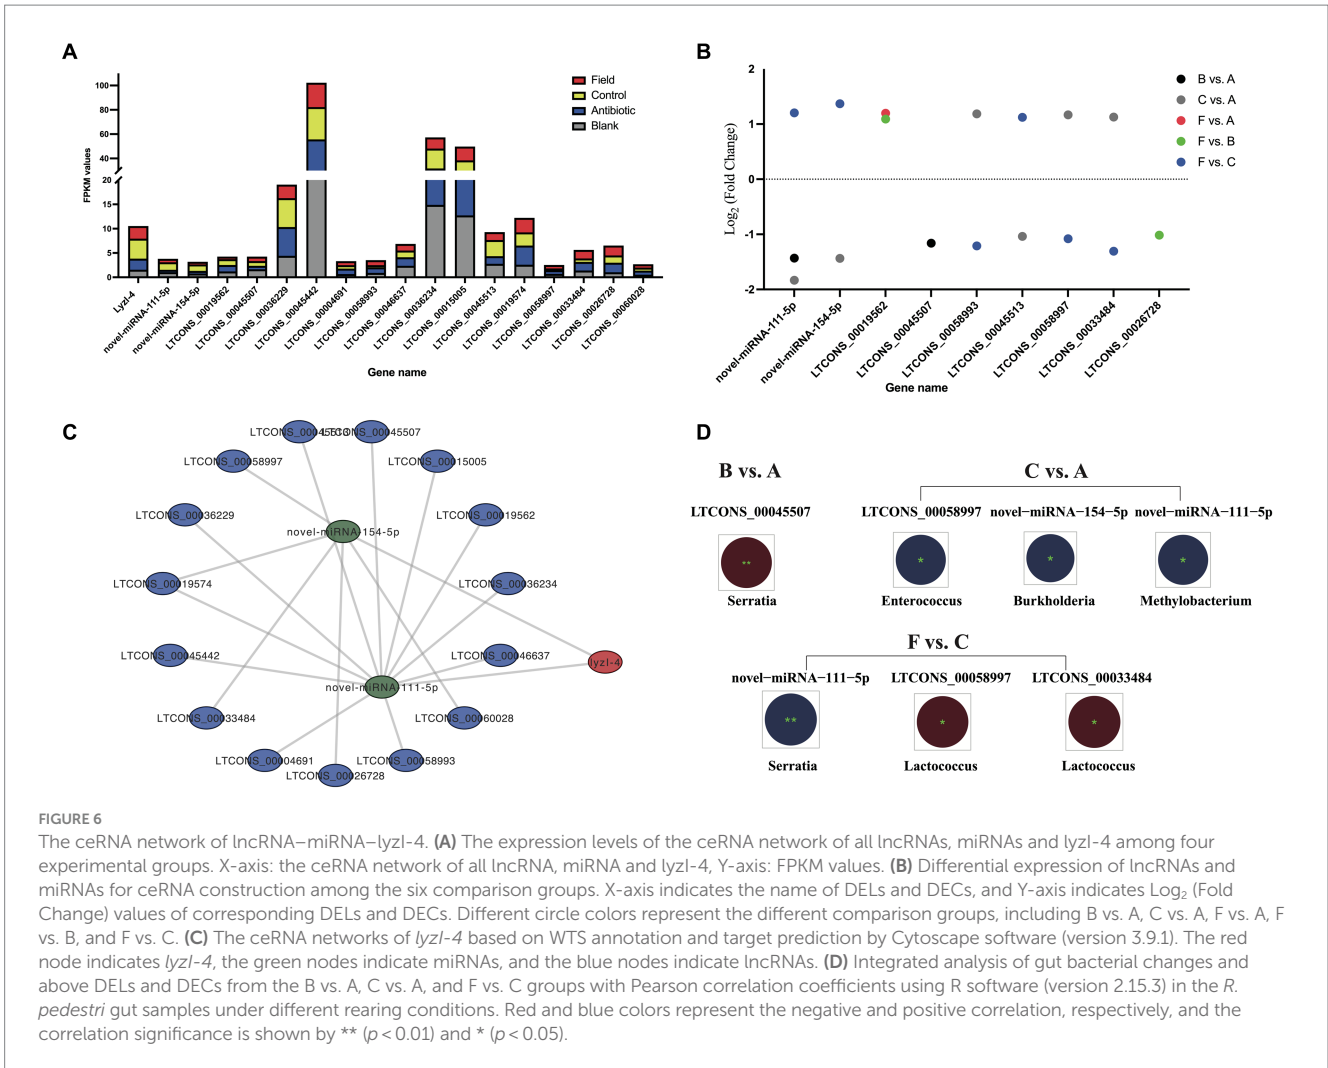 A
FPKM values
100
80
60
40
20
15
10
5
0
Field
Control
Antibiotic
Blank
Lyzl-4
novel-miRNA-111-5p
novel-miRNA-154-5p
LTCONS_00019562
LTCONS_00045507
LTCONS_00036229
LTCONS_00045442
LTCONS_00004691
LTCONS_00058993
LTCONS_00046637
LTCONS_00036234
LTCONS_00015005
LTCONS_00045513
LTCONS_00019574
LTCONS_00058997
LTCONS_00033484
LTCONS_00026728
LTCONS_00060028
Gene name
B
Log2 (Fold Change)
2
1
0
-1
-2
B vs. A
C vs. A
F vs. A
F vs. B
F vs. C
novel-miRNA-111-5p
novel-miRNA-154-5p
LTCONS_00019562
LTCONS_00045507
LTCONS_00058993
LTCONS_00045513
LTCONS_00058997
LTCONS_00033484
LTCONS_00026728
Gene name
C
LTCONS_00045513
LTCONS_00045507
LTCONS_00058997
LTCONS_00015005
LTCONS_00036229
novel-miRNA-154-5p
LTCONS_00019562
LTCONS_00019574
LTCONS_00036234
LTCONS_00045442
LTCONS_00046637
lyzl-4
novel-miRNA-111-5p
LTCONS_00033484
LTCONS_00060028
LTCONS_00004691
LTCONS_00058993
LTCONS_00026728
D
B vs. A
C vs. A
LTCONS_00045507
LTCONS_00058997 novel−miRNA−154−5p novel−miRNA−111−5p
** * * *
Serratia Enterococcus Burkholderia Methylobacterium
F vs. C
novel−miRNA−111−5p LTCONS_00058997 LTCONS_00033484
** * *
Serratia Lactococcus Lactococcus
FIGURE 6
The ceRNA network of lncRNA–miRNA–lyzl-4. (A) The expression levels of the ceRNA network of all lncRNAs, miRNAs and lyzl-4 among four
experimental groups. X-axis: the ceRNA network of all lncRNA, miRNA and lyzl-4, Y-axis: FPKM values. (B) Differential expression of lncRNAs and
miRNAs for ceRNA construction among the six comparison groups. X-axis indicates the name of DELs and DECs, and Y-axis indicates Log2 (Fold
Change) values of corresponding DELs and DECs. Different circle colors represent the different comparison groups, including B vs. A, C vs. A, F vs. A, F
vs. B, and F vs. C. (C) The ceRNA networks of lyzl-4 based on WTS annotation and target prediction by Cytoscape software (version 3.9.1). The red
node indicates lyzl-4, the green nodes indicate miRNAs, and the blue nodes indicate lncRNAs. (D) Integrated analysis of gut bacterial changes and
above DELs and DECs from the B vs. A, C vs. A, and F vs. C groups with Pearson correlation coefficients using R software (version 2.15.3) in the R.
pedestri gut samples under different rearing conditions. Red and blue colors represent the negative and positive correlation, respectively, and the
correlation significance is shown by ** (p < 0.01) and * (p < 0.05).